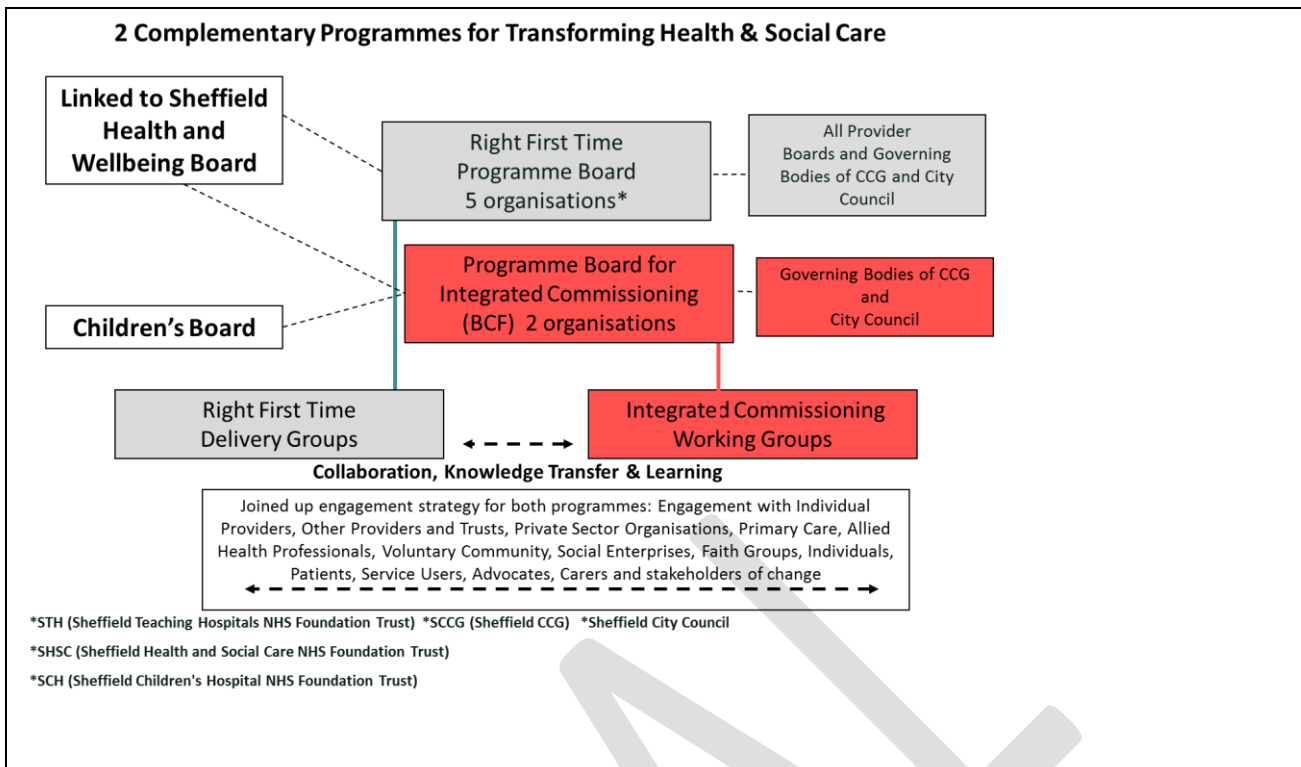 2 Complementary Programmes for Transforming Health & Social Care
Linked to Sheffield
Health and
Wellbeing Board
Right First Time
Programme Board
5 organisations*
All Provider
Boards and Governing
Bodies of CCG and City
Council
Programme Board for
Integrated Commissioning
(BCF) 2 organisations
Governing Bodies of CCG
and
City Council
Children's Board
Right First Time
Delivery Groups
Integrated Commissioning
Working Groups
Collaboration, Knowledge Transfer & Learning
Joined up engagement strategy for both programmes: Engagement with Individual
Providers, Other Providers and Trusts, Private Sector Organisations, Primary Care, Allied
Health Professionals, Voluntary Community, Social Enterprises, Faith Groups, Individuals,
Patients, Service Users, Advocates, Carers and stakeholders of change
*STH (Sheffield Teaching Hospitals NHS Foundation Trust) *SCCG (Sheffield CCG) *Sheffield City Council
*SHSC (Sheffield Health and Social Care NHS Foundation Trust)
*SCH (Sheffield Children's Hospital NHS Foundation Trust)